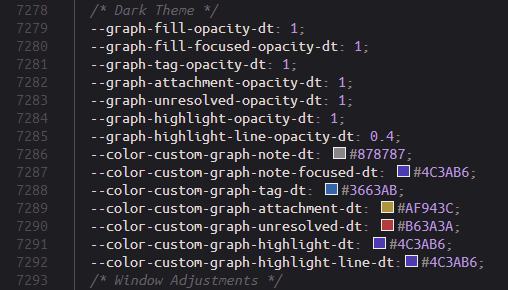 7278 /* Dark Theme */
7279 --graph-fill-opacity-dt: 1;
7280 --graph-fill-focused-opacity-dt: 1;
7281 --graph-tag-opacity-dt: 1;
7282 --graph-attachment-opacity-dt: 1;
7283 --graph-unresolved-opacity-dt: 1;
7284 --graph-highlight-opacity-dt: 1;
7285 --graph-highlight-line-opacity-dt: 0.4;
7286 --color-custom-graph-note-dt: #878787;
7287 --color-custom-graph-note-focused-dt: #4C3AB6;
7288 --color-custom-graph-tag-dt: #3663AB;
7289 --color-custom-graph-attachment-dt: #AF943C;
7290 --color-custom-graph-unresolved-dt: #B63A3A;
7291 --color-custom-graph-highlight-dt: #4C3AB6;
7292 --color-custom-graph-highlight-line-dt: #4C3AB6;
7293 /* Window Adjustments */